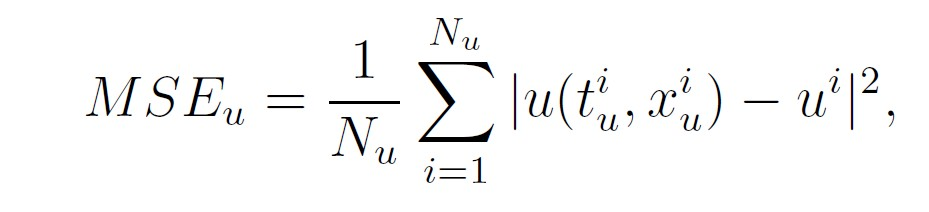 $MSE_u = \frac{1}{N_u} \sum_{i=1}^{N_u} |u(t_u^i, x_u^i) - u^i|^2,$